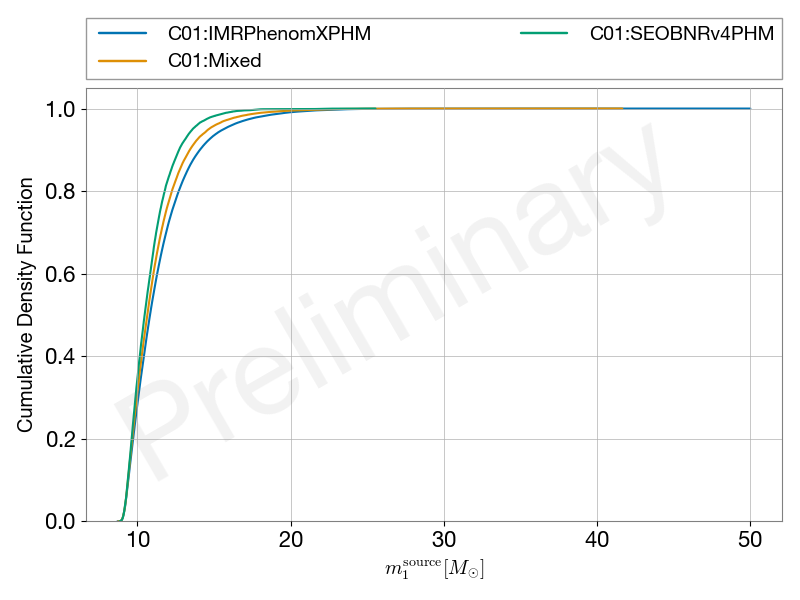 C01:IMRPhenomXPHM
C01:Mixed
C01:SEOBNRv4PHM
1.0
0.8
0.6
0.4
0.2
0.0
Cumulative Density Function
Preliminary
10 20 30 40 50
m₁^source [M☉]